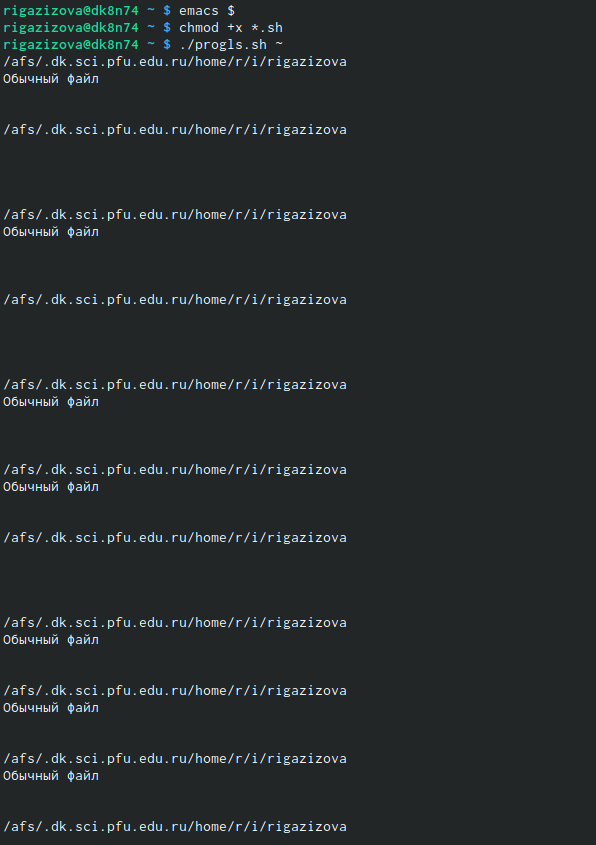 rigazizova@dk8n74 ~ $ emacs $
rigazizova@dk8n74 ~ $ chmod +x *.sh
rigazizova@dk8n74 ~ $ ./progls.sh ~
/afs/.dk.sci.pfu.edu.ru/home/r/i/rigazizova
Обычный файл
/afs/.dk.sci.pfu.edu.ru/home/r/i/rigazizova
/afs/.dk.sci.pfu.edu.ru/home/r/i/rigazizova
Обычный файл
/afs/.dk.sci.pfu.edu.ru/home/r/i/rigazizova
/afs/.dk.sci.pfu.edu.ru/home/r/i/rigazizova
Обычный файл
/afs/.dk.sci.pfu.edu.ru/home/r/i/rigazizova
Обычный файл
/afs/.dk.sci.pfu.edu.ru/home/r/i/rigazizova
/afs/.dk.sci.pfu.edu.ru/home/r/i/rigazizova
Обычный файл
/afs/.dk.sci.pfu.edu.ru/home/r/i/rigazizova
Обычный файл
/afs/.dk.sci.pfu.edu.ru/home/r/i/rigazizova
Обычный файл
/afs/.dk.sci.pfu.edu.ru/home/r/i/rigazizova